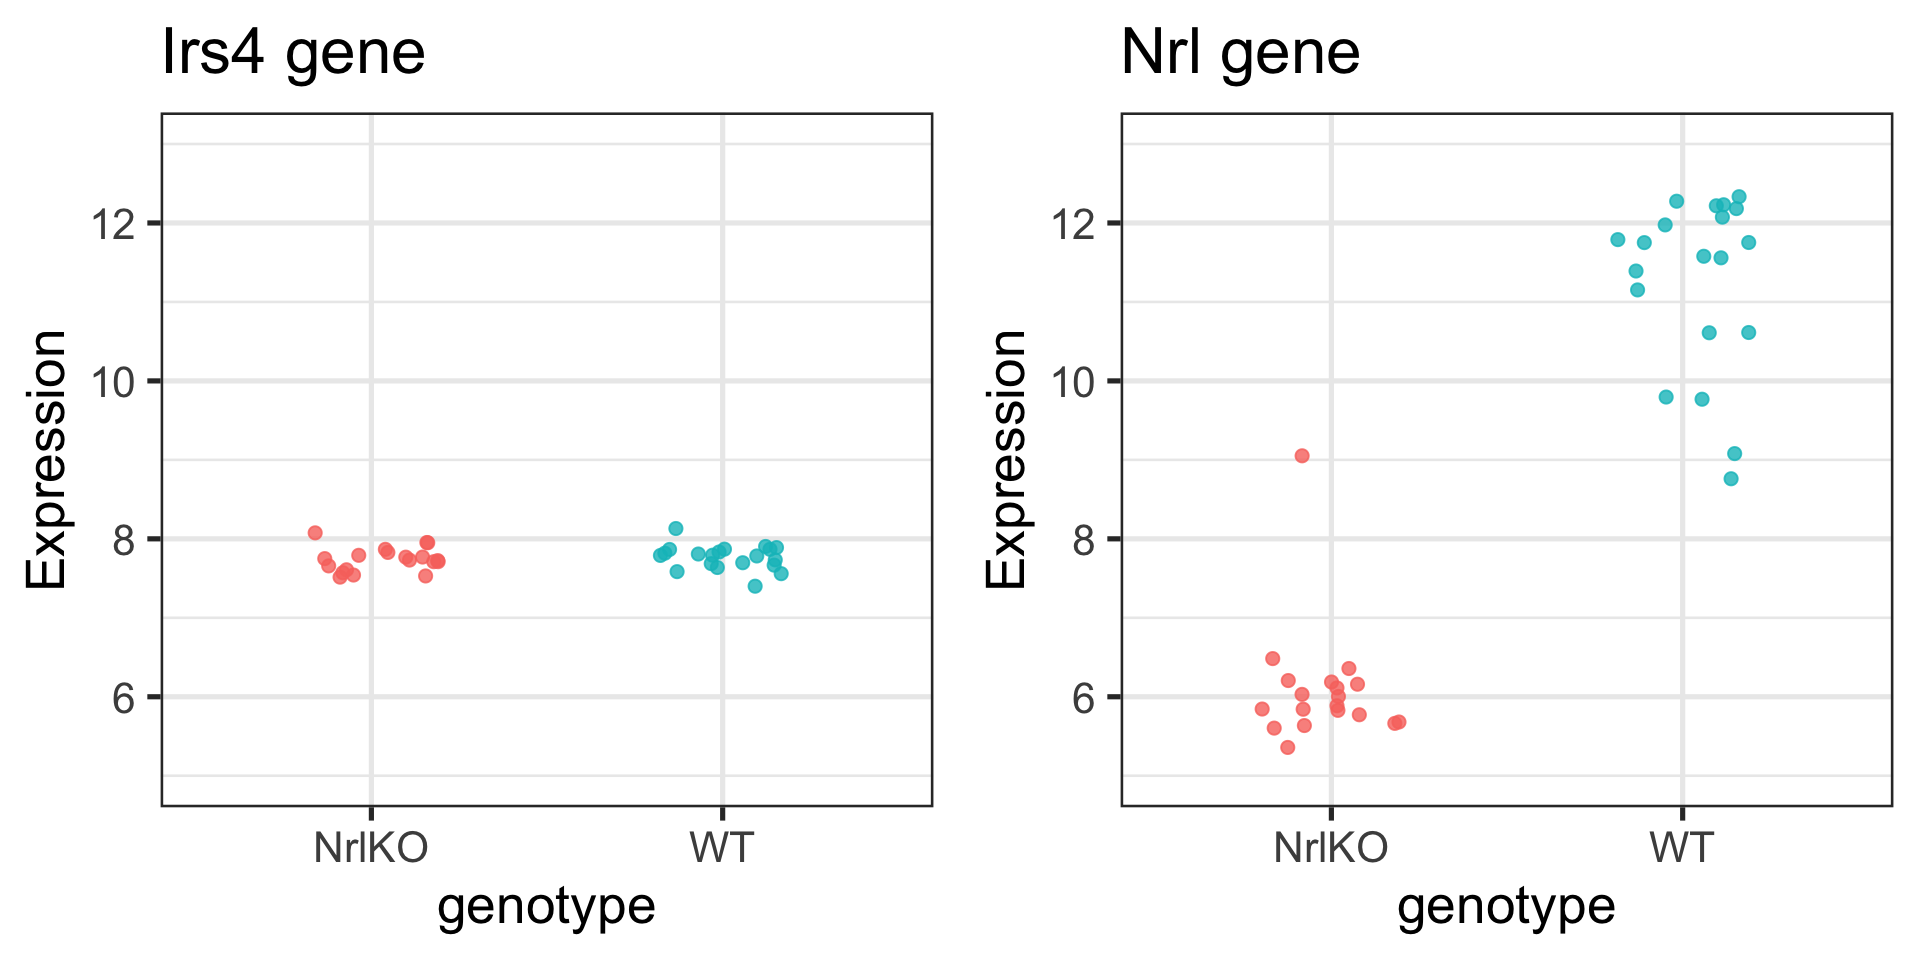 Irs4 gene
Expression
12
10
8
6
NrlKO WT
genotype
Nrl gene
Expression
12
10
8
6
NrlKO WT
genotype